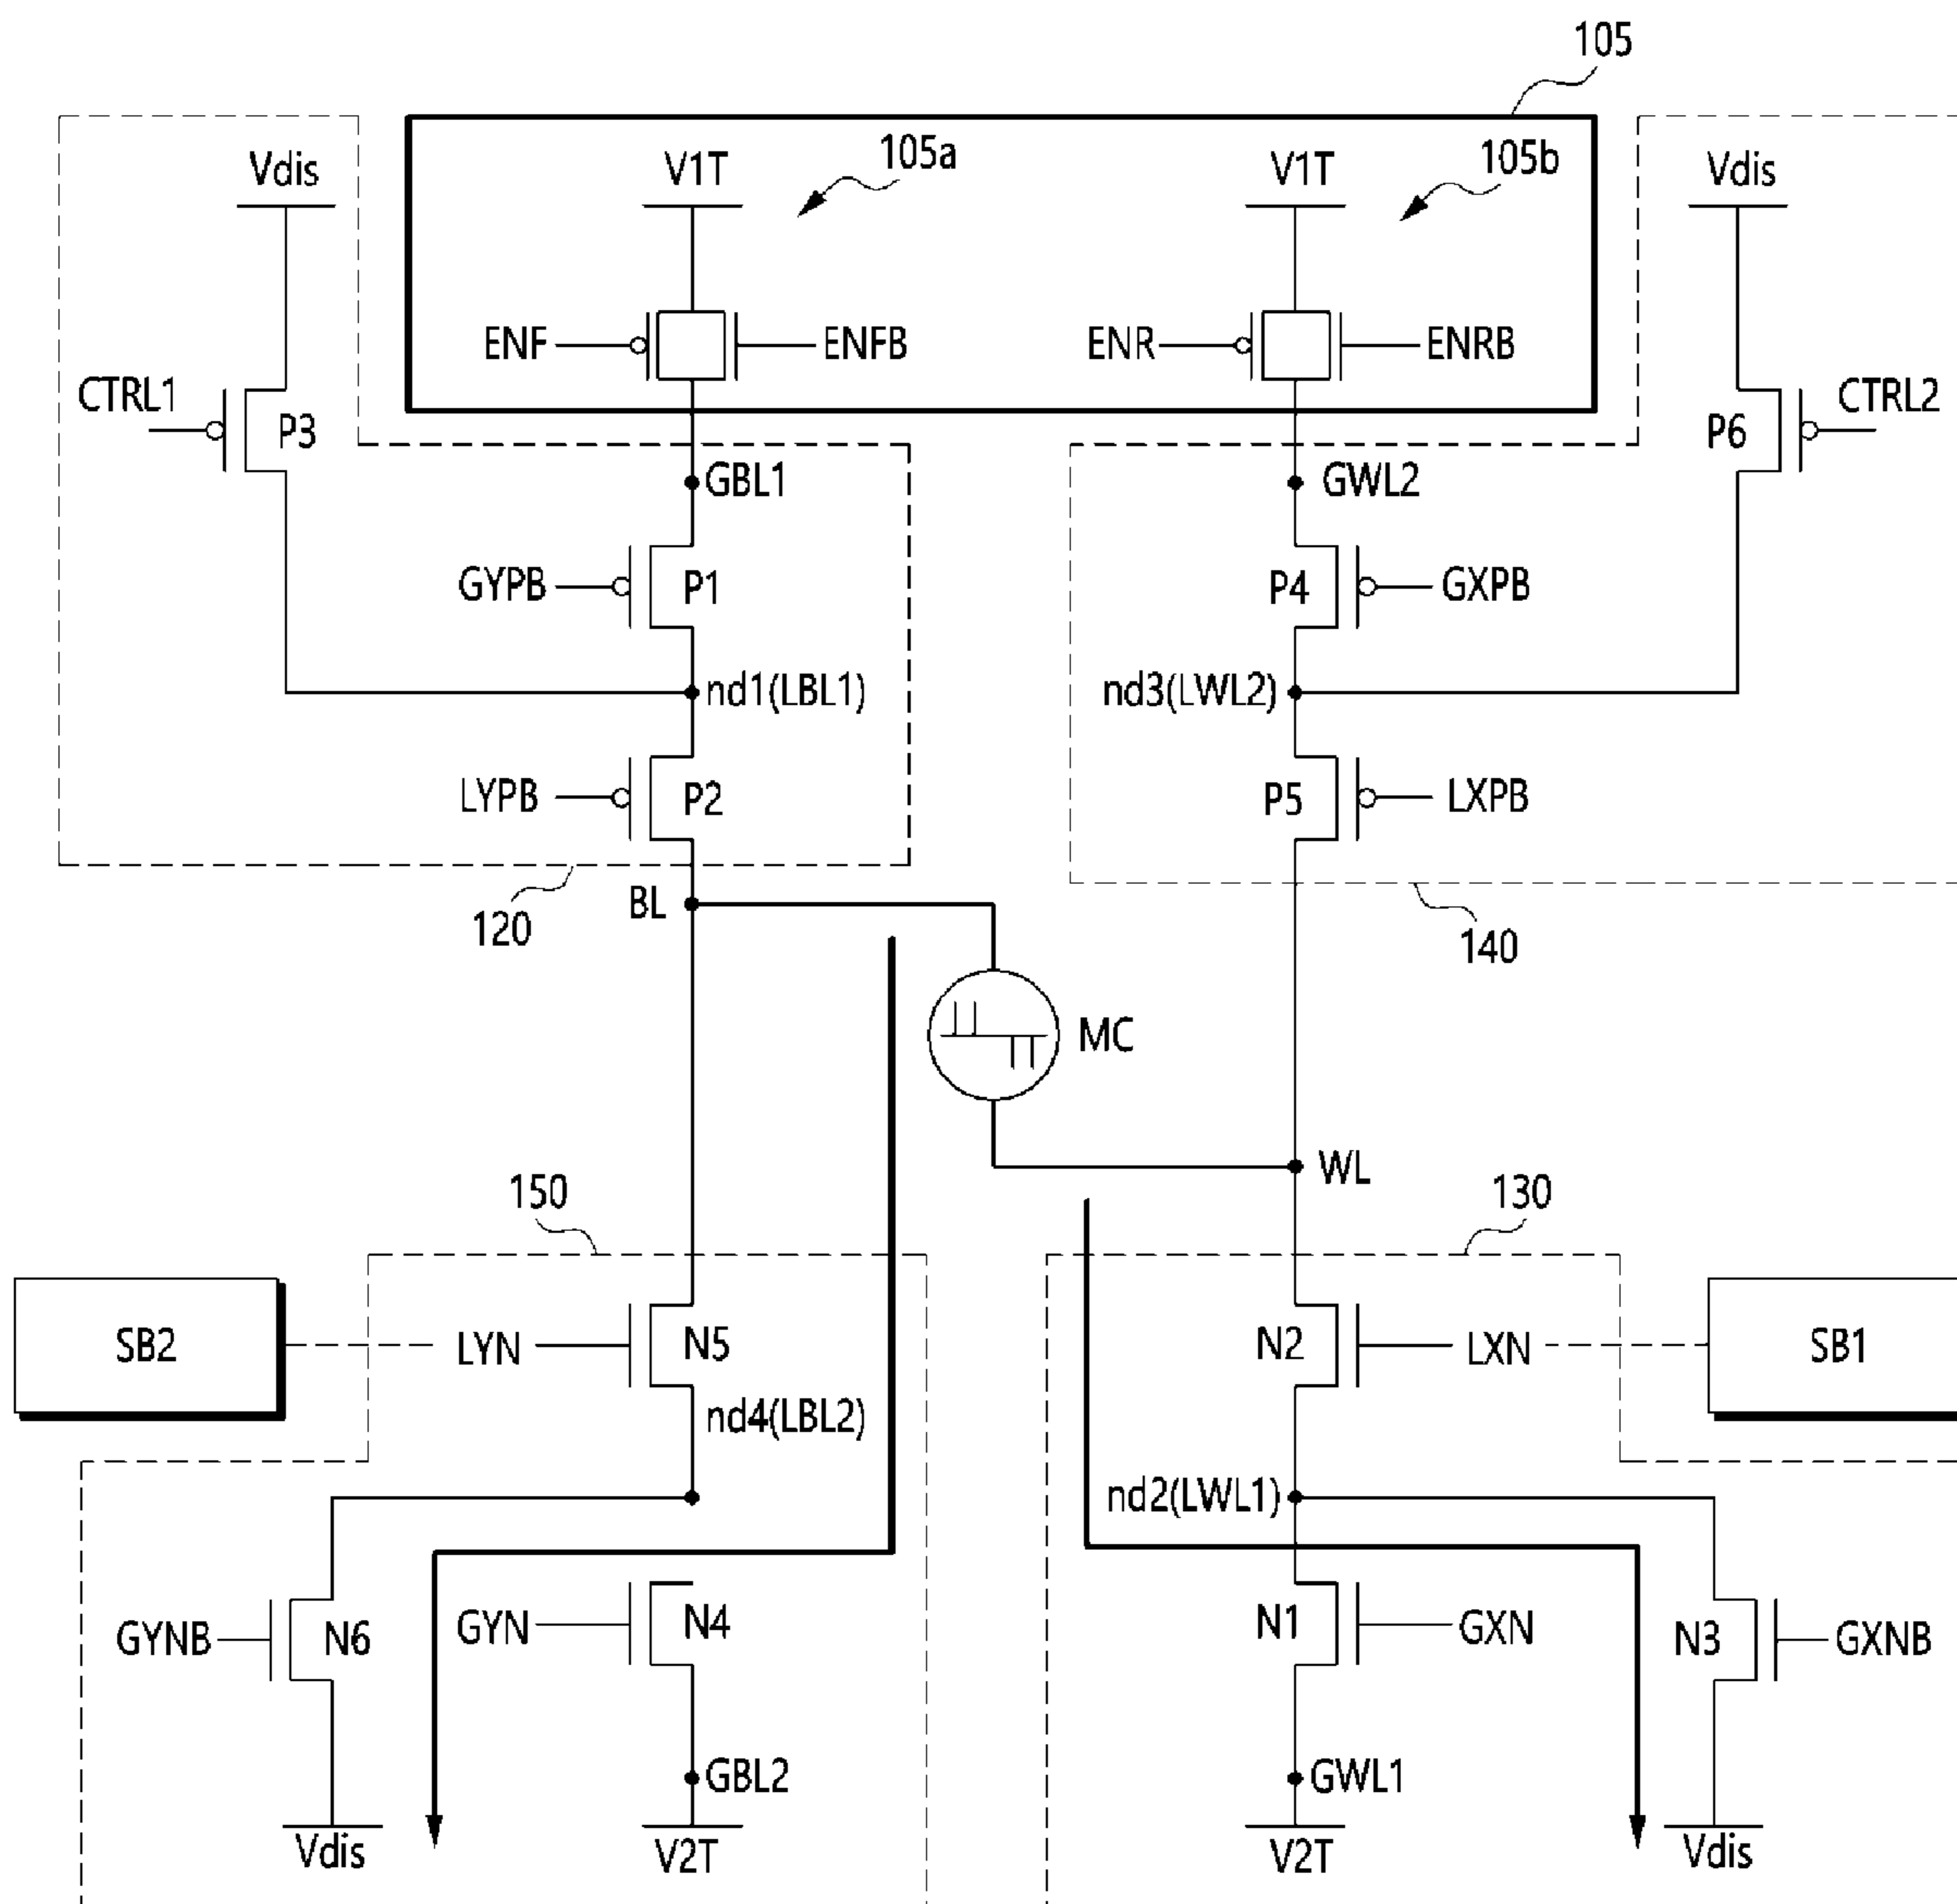 105
Vdis
V1T
105a
V1T
105b
Vdis
ENF
ENFB
ENR
ENRB
CTRL1
P3
P6
CTRL2
GBL1
GWL2
GYPB
P1
P4
GXPB
nd1(LBL1)
nd3(LWL2)
LYPB
P2
P5
LXPB
120
BL
140
MC
150
WL
130
SB2
LYN
N5
N2
LXN
SB1
nd4(LBL2)
nd2(LWL1)
GYNB
N6
GYN
N4
N1
GXN
N3
GXNB
GBL2
GWL1
Vdis
V2T
V2T
Vdis